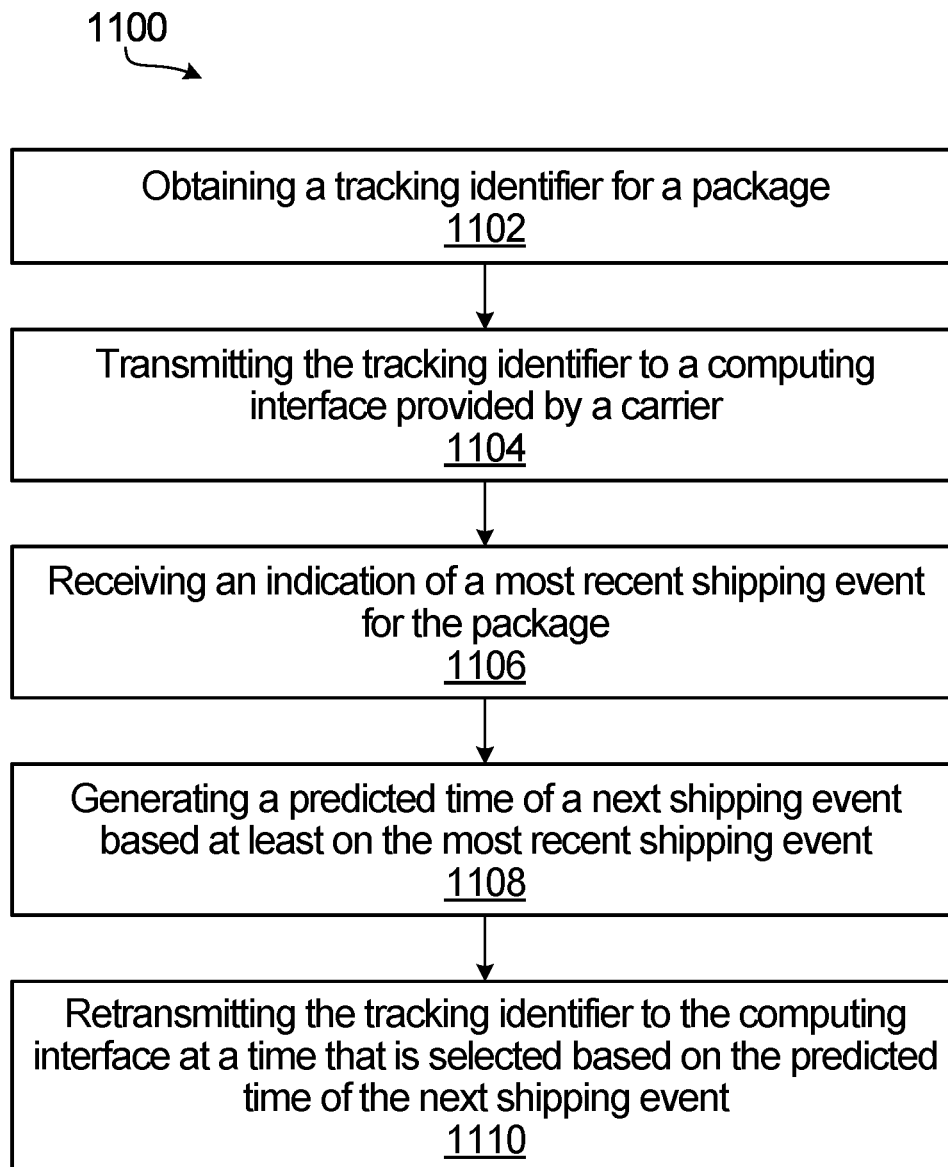 1100
Obtaining a tracking identifier for a package
1102
Transmitting the tracking identifier to a computing
interface provided by a carrier
1104
Receiving an indication of a most recent shipping event
for the package
1106
Generating a predicted time of a next shipping event
based at least on the most recent shipping event
1108
Retransmitting the tracking identifier to the computing
interface at a time that is selected based on the predicted
time of the next shipping event
1110